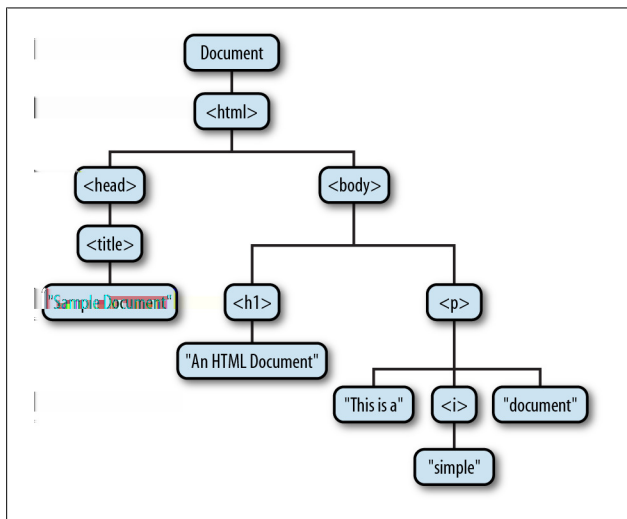 Document
<html>
<head>
<body>
<title>
"Sample Document"
<h1>
<p>
"An HTML Document"
"This is a"
<i>
"document"
"simple"